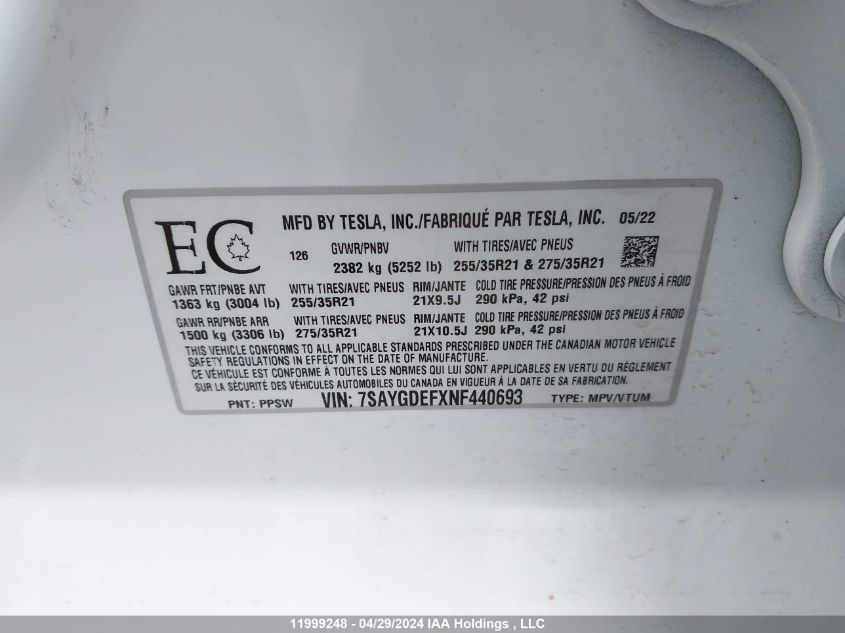 EC
MFD BY TESLA, INC./FABRIQUÉ PAR TESLA, INC. 05/22
126 GVWR/PNBV WITH TIRES/AVEC PNEUS
2382 kg (5252 lb) 255/35R21 & 275/35R21
GAWR FRT/PNBE AVT WITH TIRES/AVEC PNEUS RIM/JANTE COLD TIRE PRESSURE/PRESSION DES PNEUS À FROID
1363 kg (3004 lb) 255/35R21 21X9.5J 290 kPa, 42 psi
GAWR RR/PNBE ARR WITH TIRES/AVEC PNEUS RIM/JANTE COLD TIRE PRESSURE/PRESSION DES PNEUS À FROID
1500 kg (3306 lb) 275/35R21 21X10.5J 290 kPa, 42 psi
THIS VEHICLE CONFORMS TO ALL APPLICABLE STANDARDS PRESCRIBED UNDER THE CANADIAN MOTOR VEHICLE
SAFETY REGULATIONS IN EFFECT ON THE DATE OF MANUFACTURE.
CE VÉHICULE EST CONFORME À TOUTES LES NORMES QUI LUI SONT APPLICABLES EN VERTU DU RÈGLEMENT
SUR LA SÉCURITÉ DES VÉHICULES AUTOMOBILES DU CANADA EN VIGUEUR À LA DATE DE SA FABRICATION.
PNT: PPSW VIN: 7SAYGDEFXNF440693 TYPE: MPV/VTUM
11999248 - 04/29/2024 IAA Holdings , LLC